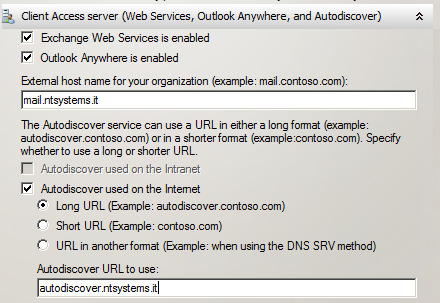 Client Access server (Web Services, Outlook Anywhere, and Autodiscover)
Exchange Web Services is enabled
Outlook Anywhere is enabled
External host name for your organization (example: mail.contoso.com):
mail.ntsystems.it
The Autodiscover service can use a URL in either a long format (example:
autodiscover.contoso.com) or in a shorter format (example:contoso.com). Specify
whether to use a long or shorter URL.
Autodiscover used on the Intranet
Autodiscover used on the Internet
Long URL (Example: autodiscover.contoso.com)
Short URL (Example: contoso.com)
URL in another format (Example: when using the DNS SRV method)
Autodiscover URL to use:
autodiscover.ntsystems.it